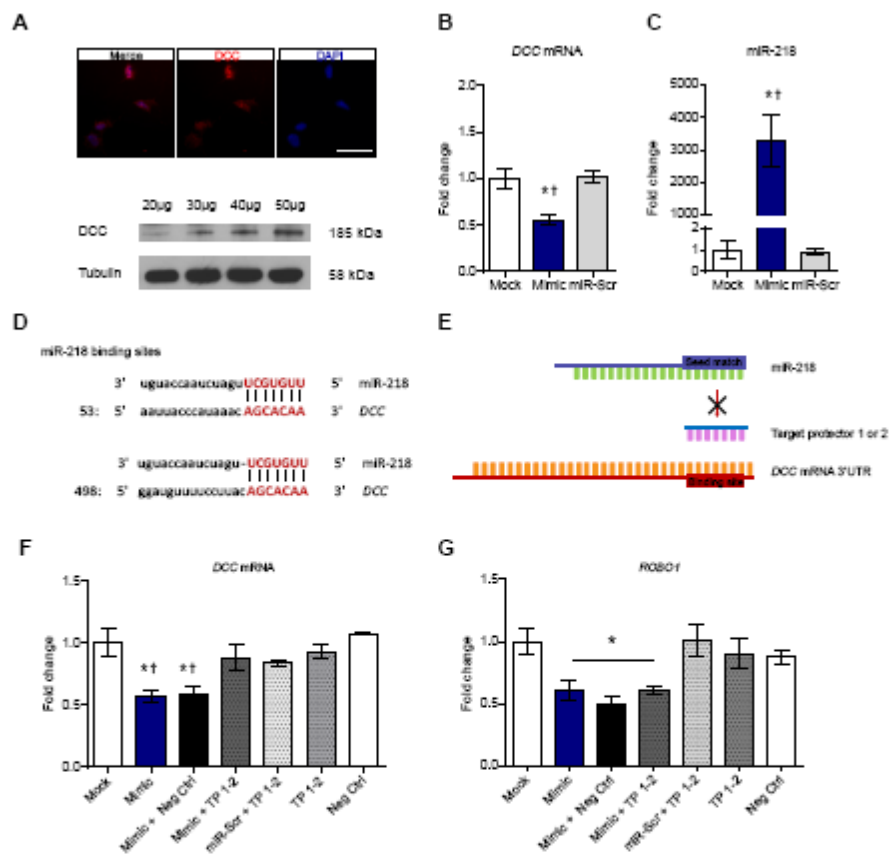 A
Merge DCC DAPI
20µg 30µg 40µg 50µg
DCC 185 kDa
Tubulin 58 kDa
B
DCC mRNA
Fold change
2.0
1.5
1.0
0.5
0.0
*†
Mock Mimic miR-Scr
C
miR-218
Fold change
5000
4000
3000
2000
1000
2
1
0
*†
Mock Mimic miR-Scr
D
miR-218 binding sites
3' uguaccaaucuaguUCGUGUU 5' miR-218
53: 5' aauuacccauaaacAGCACAA 3' DCC
3' uguaccaaucuagu-UCGUGUU 5' miR-218
498: 5' ggauguuuuccuuacAGCACAA 3' DCC
E
Seed match
miR-218
Target protector 1 or 2
DCC mRNA 3'UTR
Binding site
F
DCC mRNA
Fold change
1.5
1.0
0.5
0.0
*† *†
Mock
Mimic
Mimic + Neg Ctrl
Mimic + TP 1-2
miR-Scr + TP 1-2
TP 1-2
Neg Ctrl
G
ROBO1
Fold change
1.5
1.0
0.5
0.0
*
Mock
Mimic
Mimic + Neg Ctrl
Mimic + TP 1-2
miR-Scr + TP 1-2
TP 1-2
Neg Ctrl